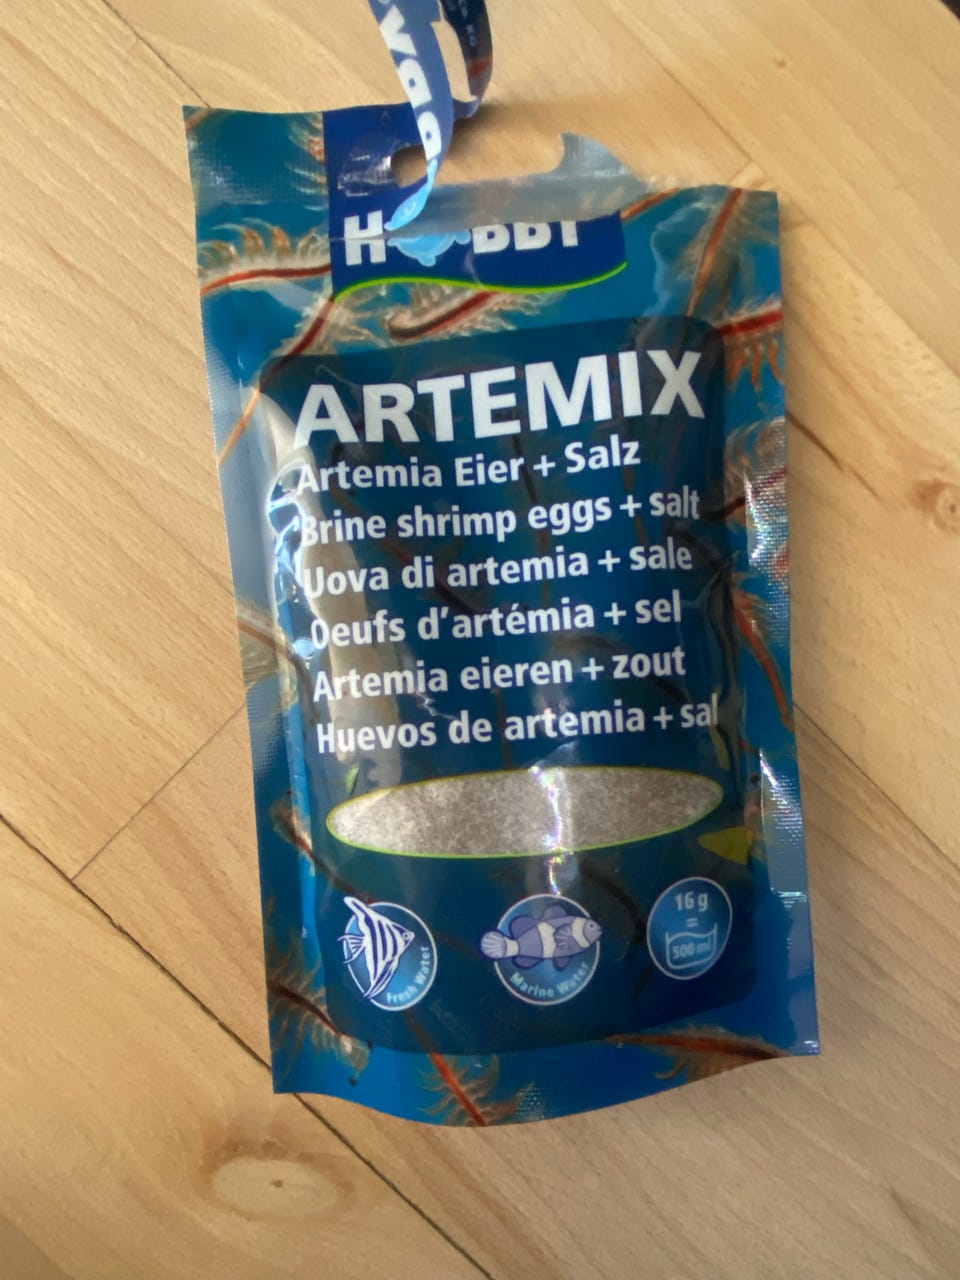 HOBBY
ARTEMIX
Artemia Eier + Salz
Brine shrimp eggs + salt
Uova di artemia + sale
Oeufs d'artémia + sel
Artemia eieren + zout
Huevos de artemia + sal
Fresh Water
Marine Water
16 g
=
500 ml